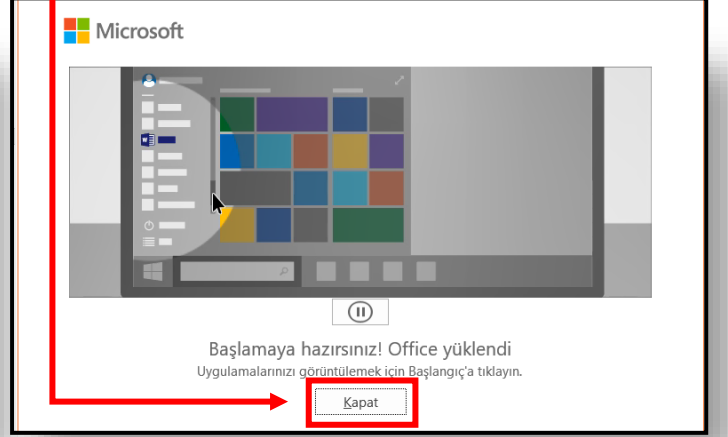 Microsoft
Başlamaya hazırsınız! Office yüklendi
Uygulamalarınızı görüntülemek için Başlangıç'a tıklayın.
Kapat